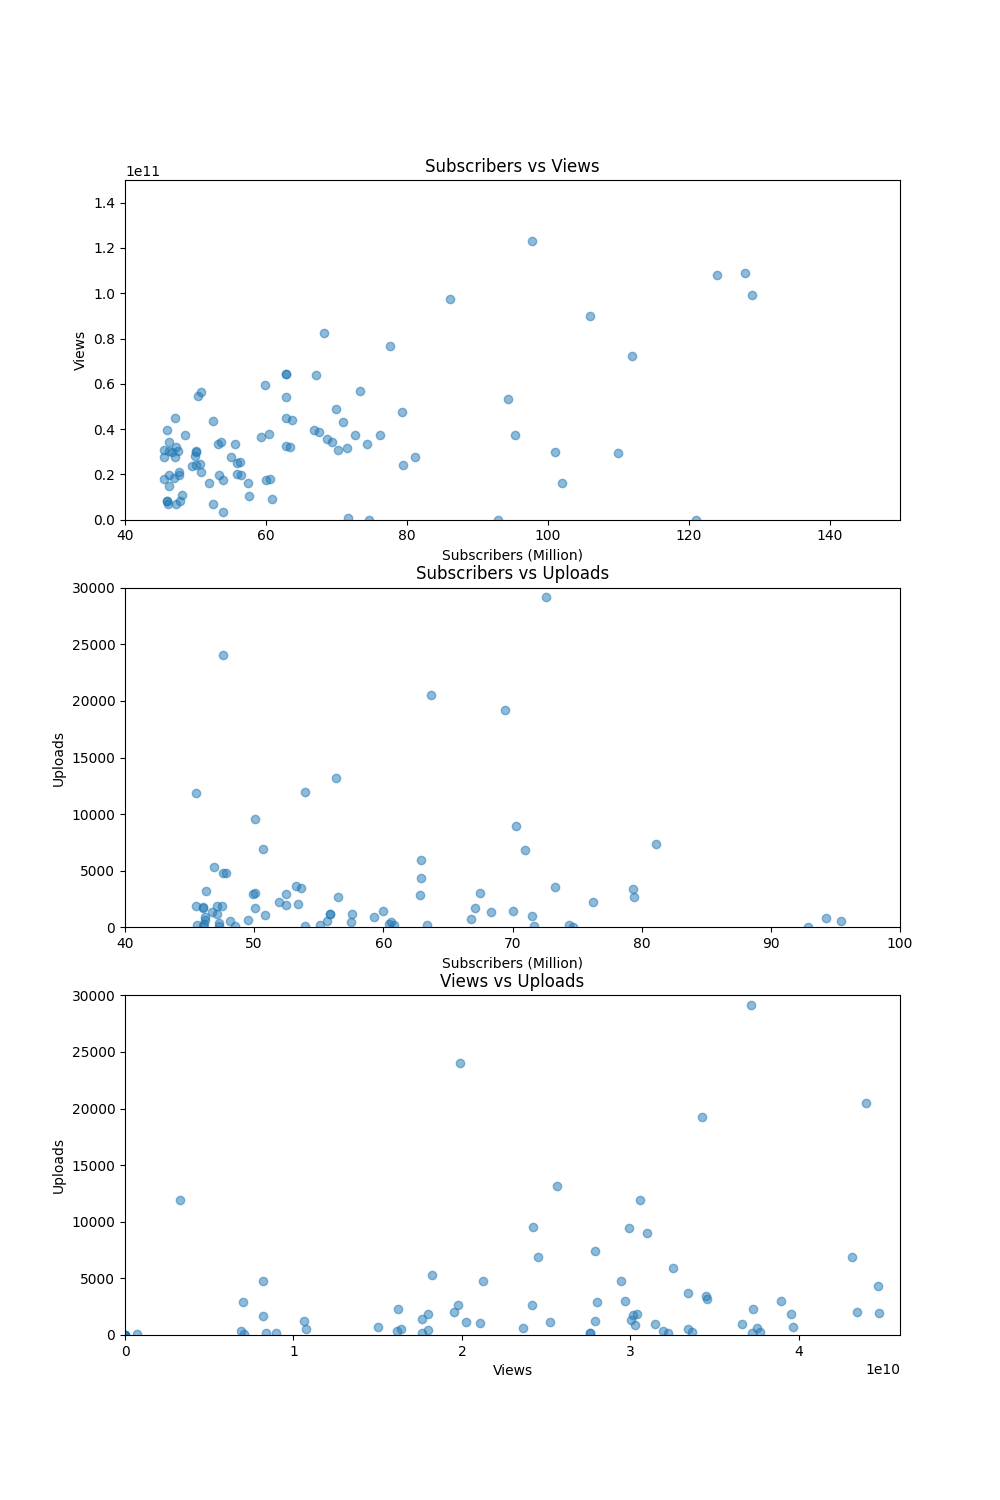 Subscribers vs Views
1e11
1.4
1.2
1.0
0.8
0.6
0.4
0.2
0.0
Views
40 60 80 100 120 140
Subscribers (Million)
Subscribers vs Uploads
30000
25000
20000
15000
10000
5000
0
Uploads
40 50 60 70 80 90 100
Subscribers (Million)
Views vs Uploads
30000
25000
20000
15000
10000
5000
0
Uploads
0 1 2 3 4
1e10
Views